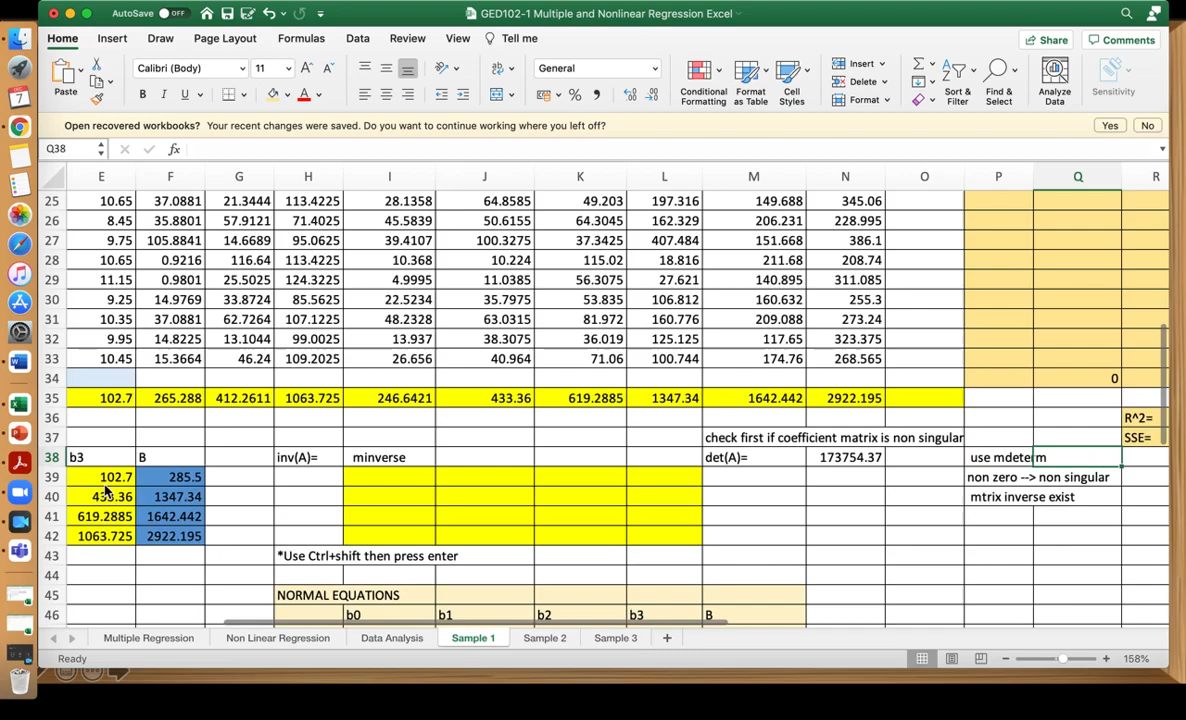 AutoSave OFF GED102-1 Multiple and Nonlinear Regression Excel
Home Insert Draw Page Layout Formulas Data Review View Tell me Share Comments
Paste Calibri (Body) 11 General Conditional Formatting Format as Table Cell Styles Insert Delete Format Sort & Filter Find & Select Analyze Data Sensitivity
B I U A
Open recovered workbooks? Your recent changes were saved. Do you want to continue working where you left off? Yes No
Q38 fx
E F G H I J K L M N O P Q R
25 10.65 37.0881 21.3444 113.4225 28.1358 64.8585 49.203 197.316 149.688 345.06
26 8.45 35.8801 57.9121 71.4025 45.5839 50.6155 64.3045 162.329 206.231 228.995
27 9.75 105.8841 14.6689 95.0625 39.4107 100.3275 37.3425 407.484 151.668 386.1
28 10.65 0.9216 116.64 113.4225 10.368 10.224 115.02 18.816 211.68 208.74
29 11.15 0.9801 25.5025 124.3225 4.9995 11.0385 56.3075 27.621 140.895 311.085
30 9.25 14.9769 33.8724 85.5625 22.5234 35.7975 53.835 106.812 160.632 255.3
31 10.35 37.0881 62.7264 107.1225 48.2328 63.0315 81.972 160.776 209.088 273.24
32 9.95 14.8225 13.1044 99.0025 13.937 38.3075 36.019 125.125 117.65 323.375
33 10.45 15.3664 46.24 109.2025 26.656 40.964 71.06 100.744 174.76 268.565
34 0
35 102.7 265.288 412.2611 1063.725 246.6421 433.36 619.2885 1347.34 1642.442 2922.195
36 R^2=
37 check first if coefficient matrix is non singular SSE=
38 b3 B inv(A)= minverse det(A)= 173754.37 use mdeterm
39 102.7 285.5 non zero --> non singular
40 433.36 1347.34 mtrix inverse exist
41 619.2885 1642.442
42 1063.725 2922.195
43 *Use Ctrl+shift then press enter
44
45 NORMAL EQUATIONS
46 b0 b1 b2 b3 B
Multiple Regression Non Linear Regression Data Analysis Sample 1 Sample 2 Sample 3 +
Ready 158%